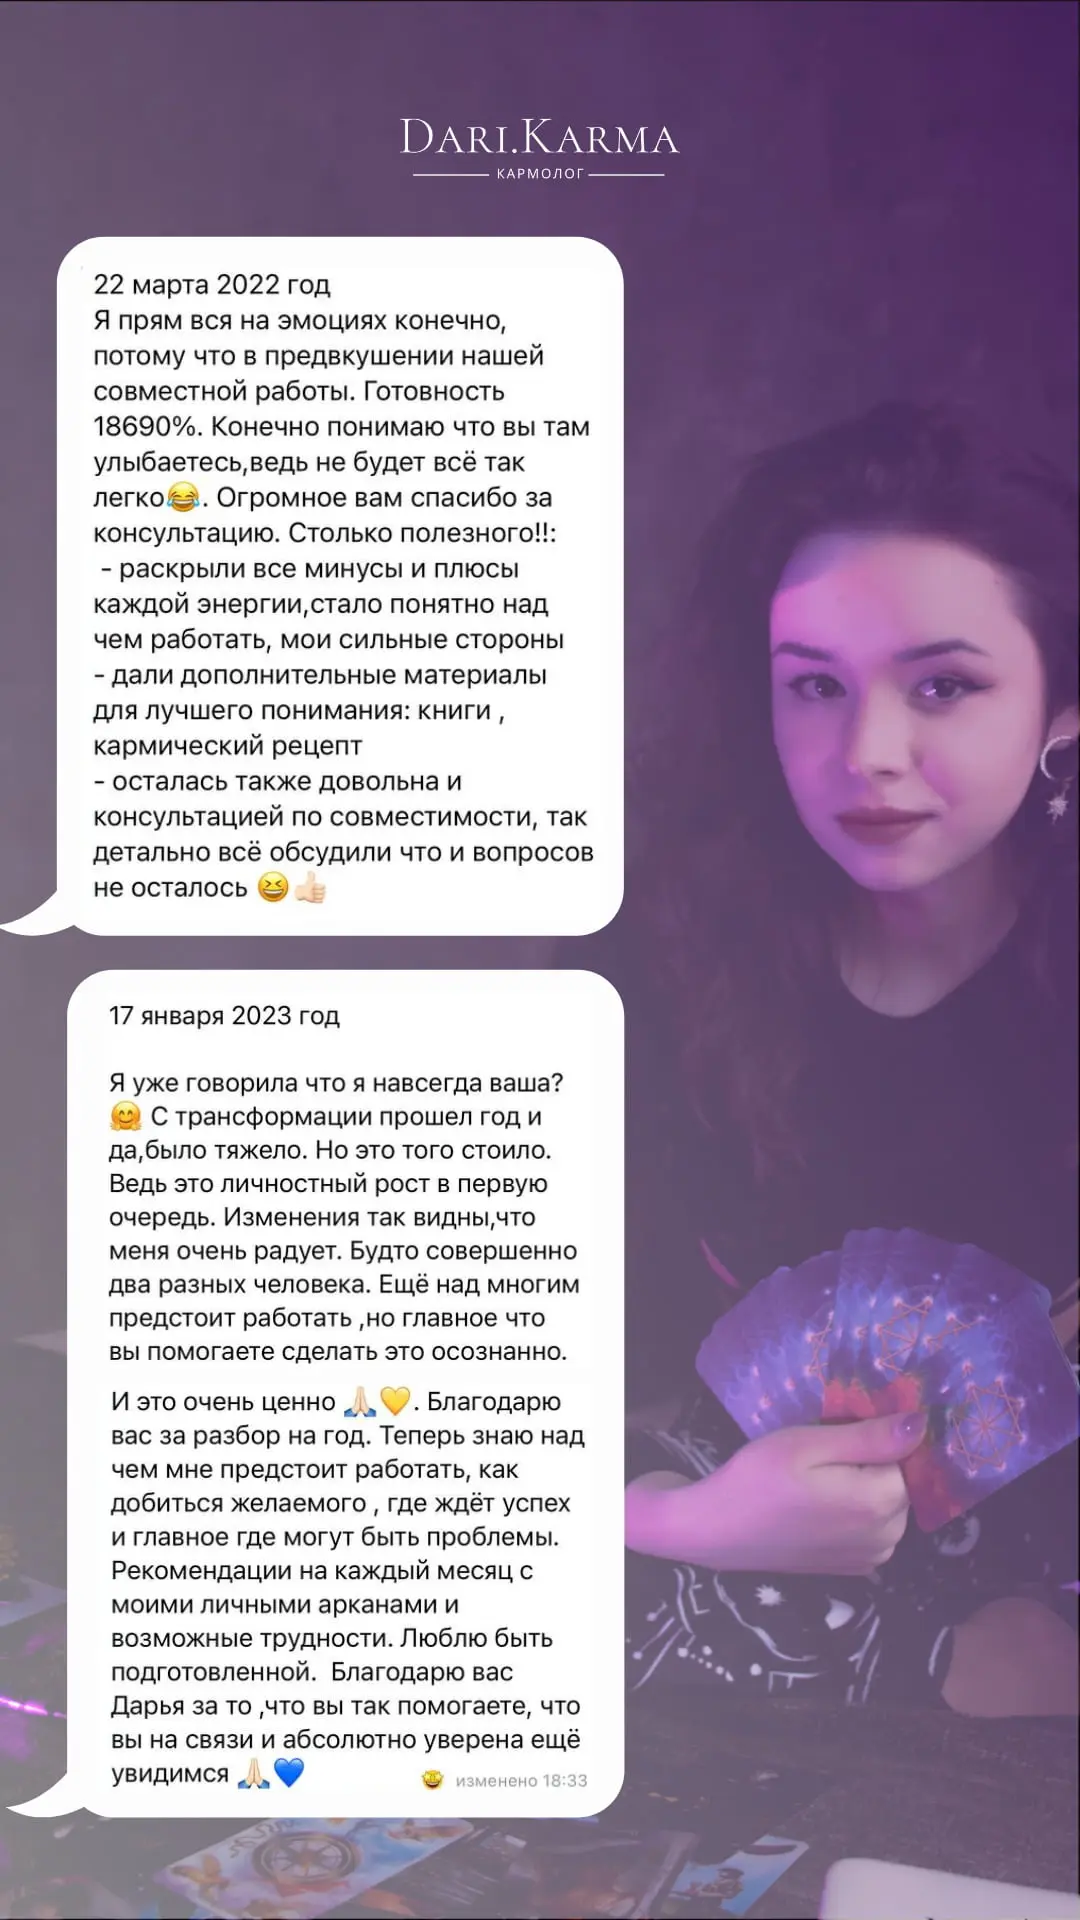 DARI.KARMA
КАРМОЛОГ
22 марта 2022 год
Я прям вся на эмоциях конечно,
потому что в предвкушении нашей
совместной работы. Готовность
18690%. Конечно понимаю что вы там
улыбаетесь,ведь не будет всё так
легко😂. Огромное вам спасибо за
консультацию. Столько полезного!!:
- раскрыли все минусы и плюсы
каждой энергии,стало понятно над
чем работать, мои сильные стороны
- дали дополнительные материалы
для лучшего понимания: книги ,
кармический рецепт
- осталась также довольна и
консультацией по совместимости, так
детально всё обсудили что и вопросов
не осталось 😆👍🏻
17 января 2023 год
Я уже говорила что я навсегда ваша?
🤗 С трансформации прошел год и
да,было тяжело. Но это того стоило.
Ведь это личностный рост в первую
очередь. Изменения так видны,что
меня очень радует. Будто совершенно
два разных человека. Ещё над многим
предстоит работать ,но главное что
вы помогаете сделать это осознанно.
И это очень ценно 🙏🏻💛. Благодарю
вас за разбор на год. Теперь знаю над
чем мне предстоит работать, как
добиться желаемого , где ждёт успех
и главное где могут быть проблемы.
Рекомендации на каждый месяц с
моими личными арканами и
возможные трудности. Люблю быть
подготовленной.  Благодарю вас
Дарья за то ,что вы так помогаете, что
вы на связи и абсолютно уверена ещё
увидимся 🙏🏻💙
🤩 изменено 18:33